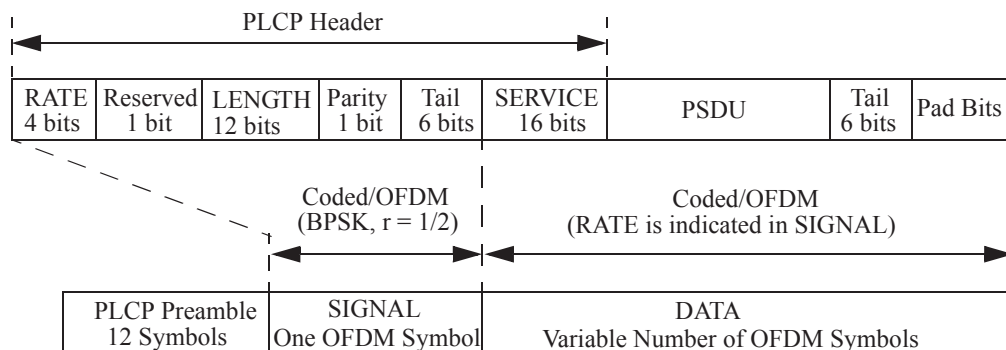 PLCP Header
RATE Reserved LENGTH Parity Tail SERVICE PSDU Tail Pad Bits
4 bits 1 bit 12 bits 1 bit 6 bits 16 bits 6 bits
Coded/OFDM Coded/OFDM
(BPSK, r = 1/2) (RATE is indicated in SIGNAL)
PLCP Preamble SIGNAL DATA
12 Symbols One OFDM Symbol Variable Number of OFDM Symbols